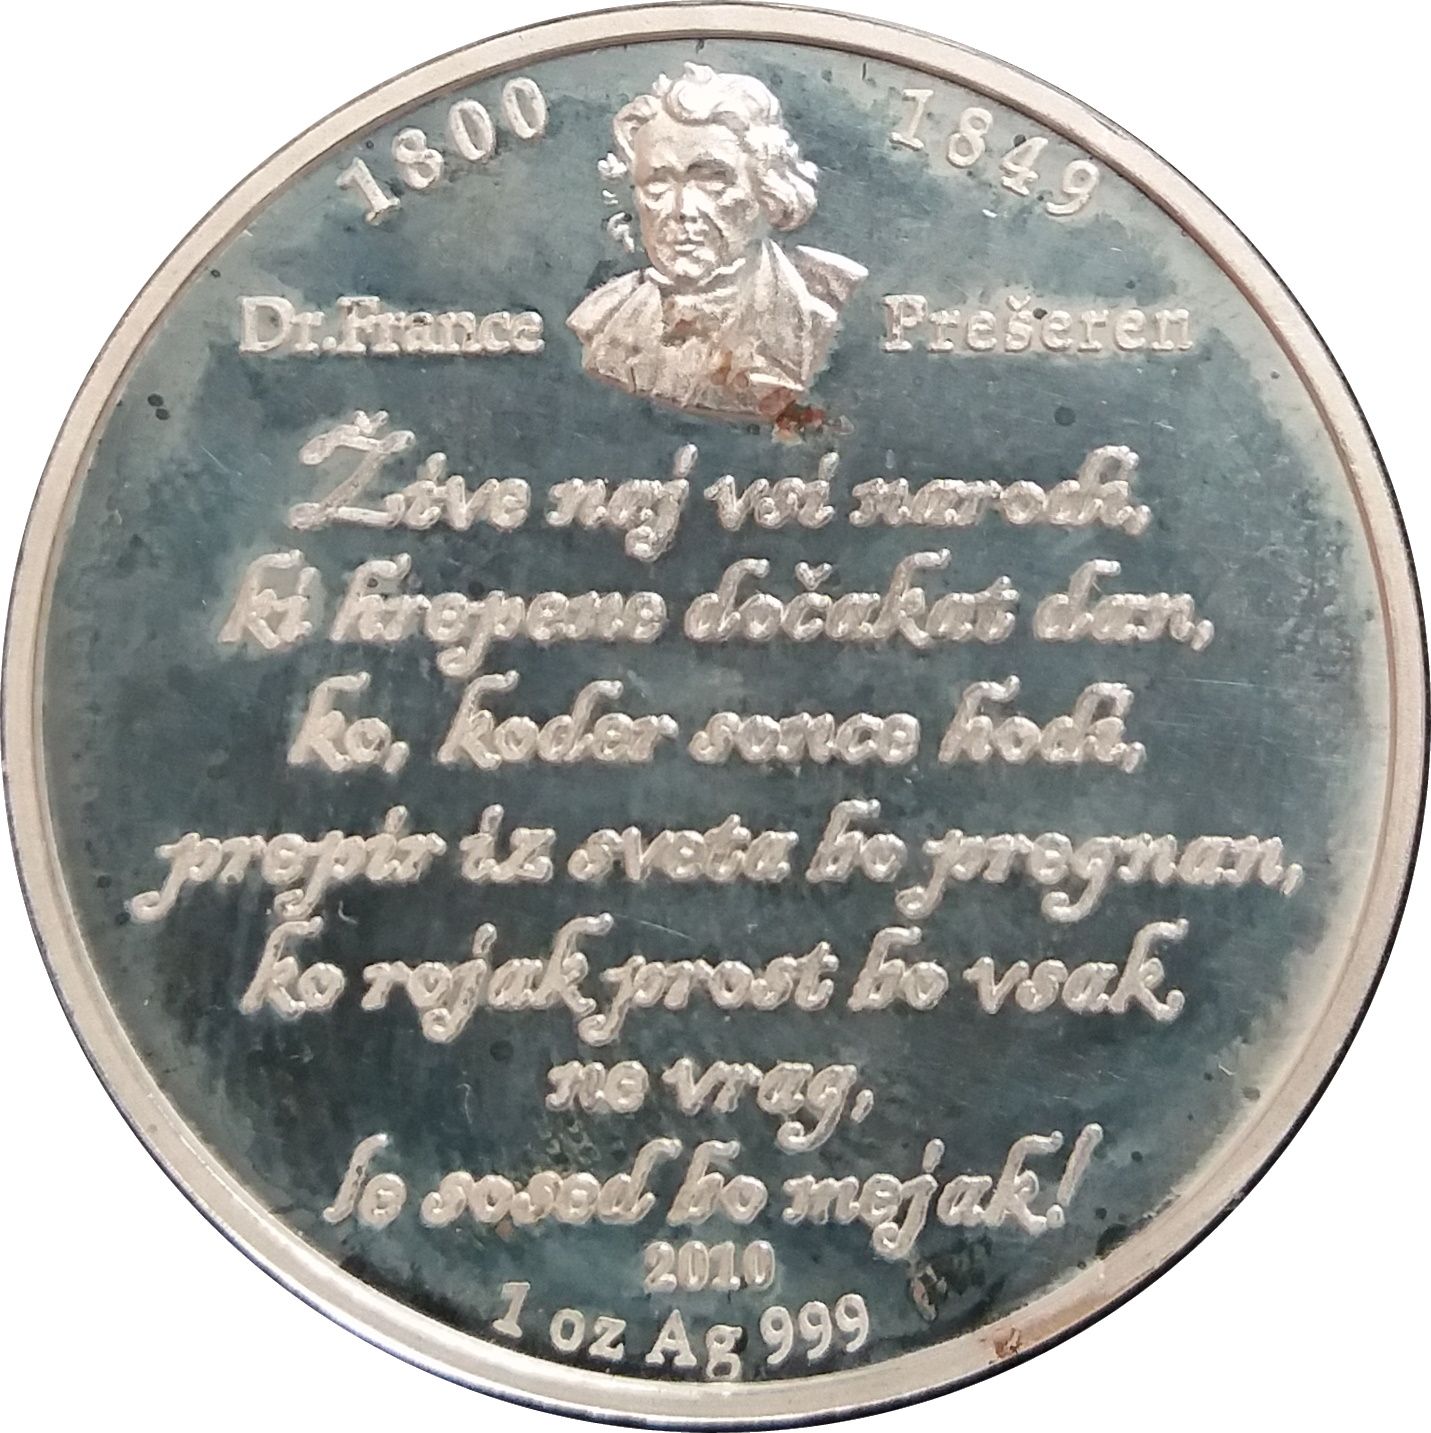 1800 1849
Dr. France Prešeren
Žive naj vsi narodi,
ki hrepene dočakat dan,
ko, koder sonce hodi,
prepir iz sveta bo pregnan,
ko rojak prost bo vsak
ne vrag,
le sosed bo mejak!
2010
1 oz Ag 999